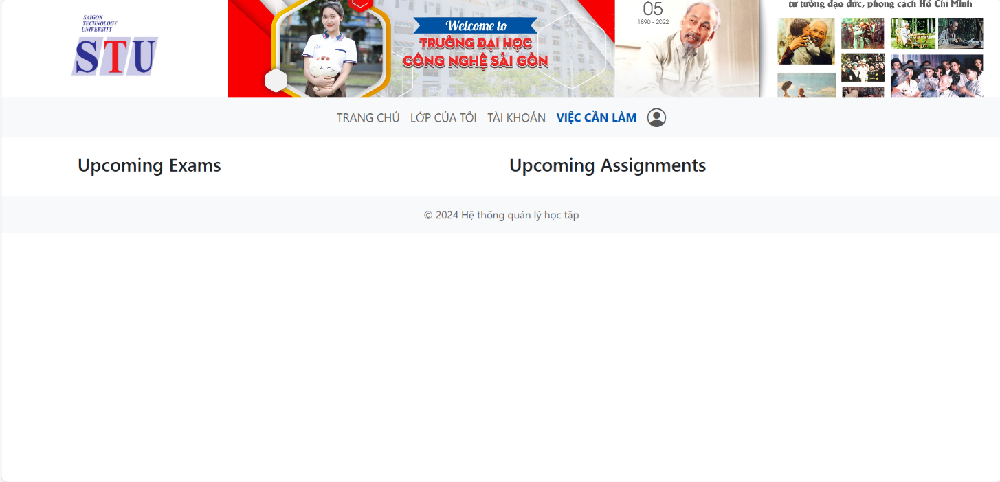 SAIGON
TECHNOLOGY
UNIVERSITY
STU
Welcome to
TRƯỜNG ĐẠI HỌC
CÔNG NGHỆ SÀI GÒN
05
1890 - 2022
tư tưởng đạo đức, phong cách Hồ Chí Minh
TRANG CHỦ LỚP CỦA TÔI TÀI KHOẢN VIỆC CẦN LÀM
Upcoming Exams
Upcoming Assignments
© 2024 Hệ thống quản lý học tập